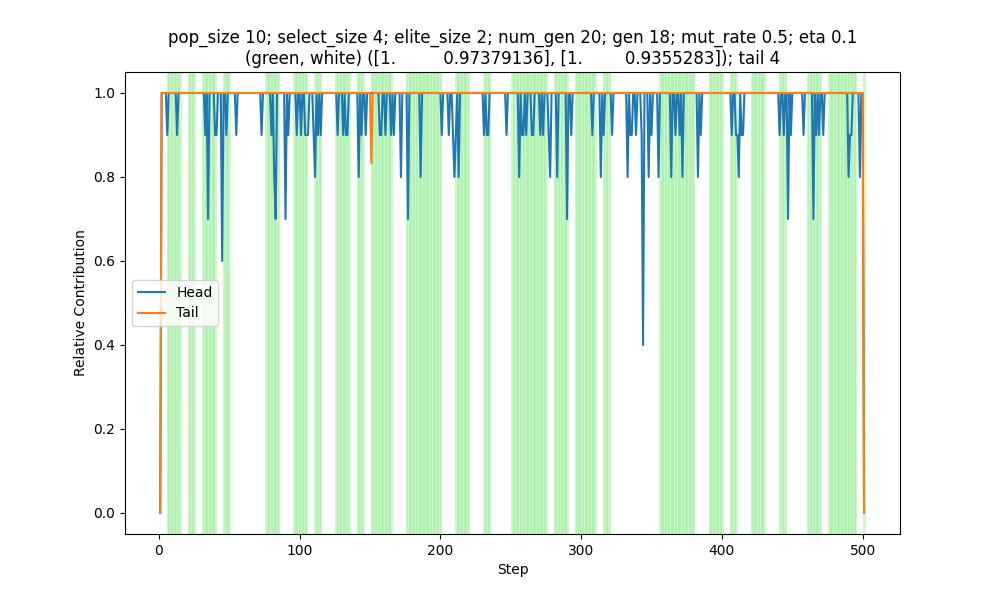 pop_size 10; select_size 4; elite_size 2; num_gen 20; gen 18; mut_rate 0.5; eta 0.1
(green, white) ([1.          0.97379136], [1.         0.9355283]); tail 4
1.0
0.8
0.6
0.4
0.2
0.0
Relative Contribution
Head
Tail
0
100
200
300
400
500
Step